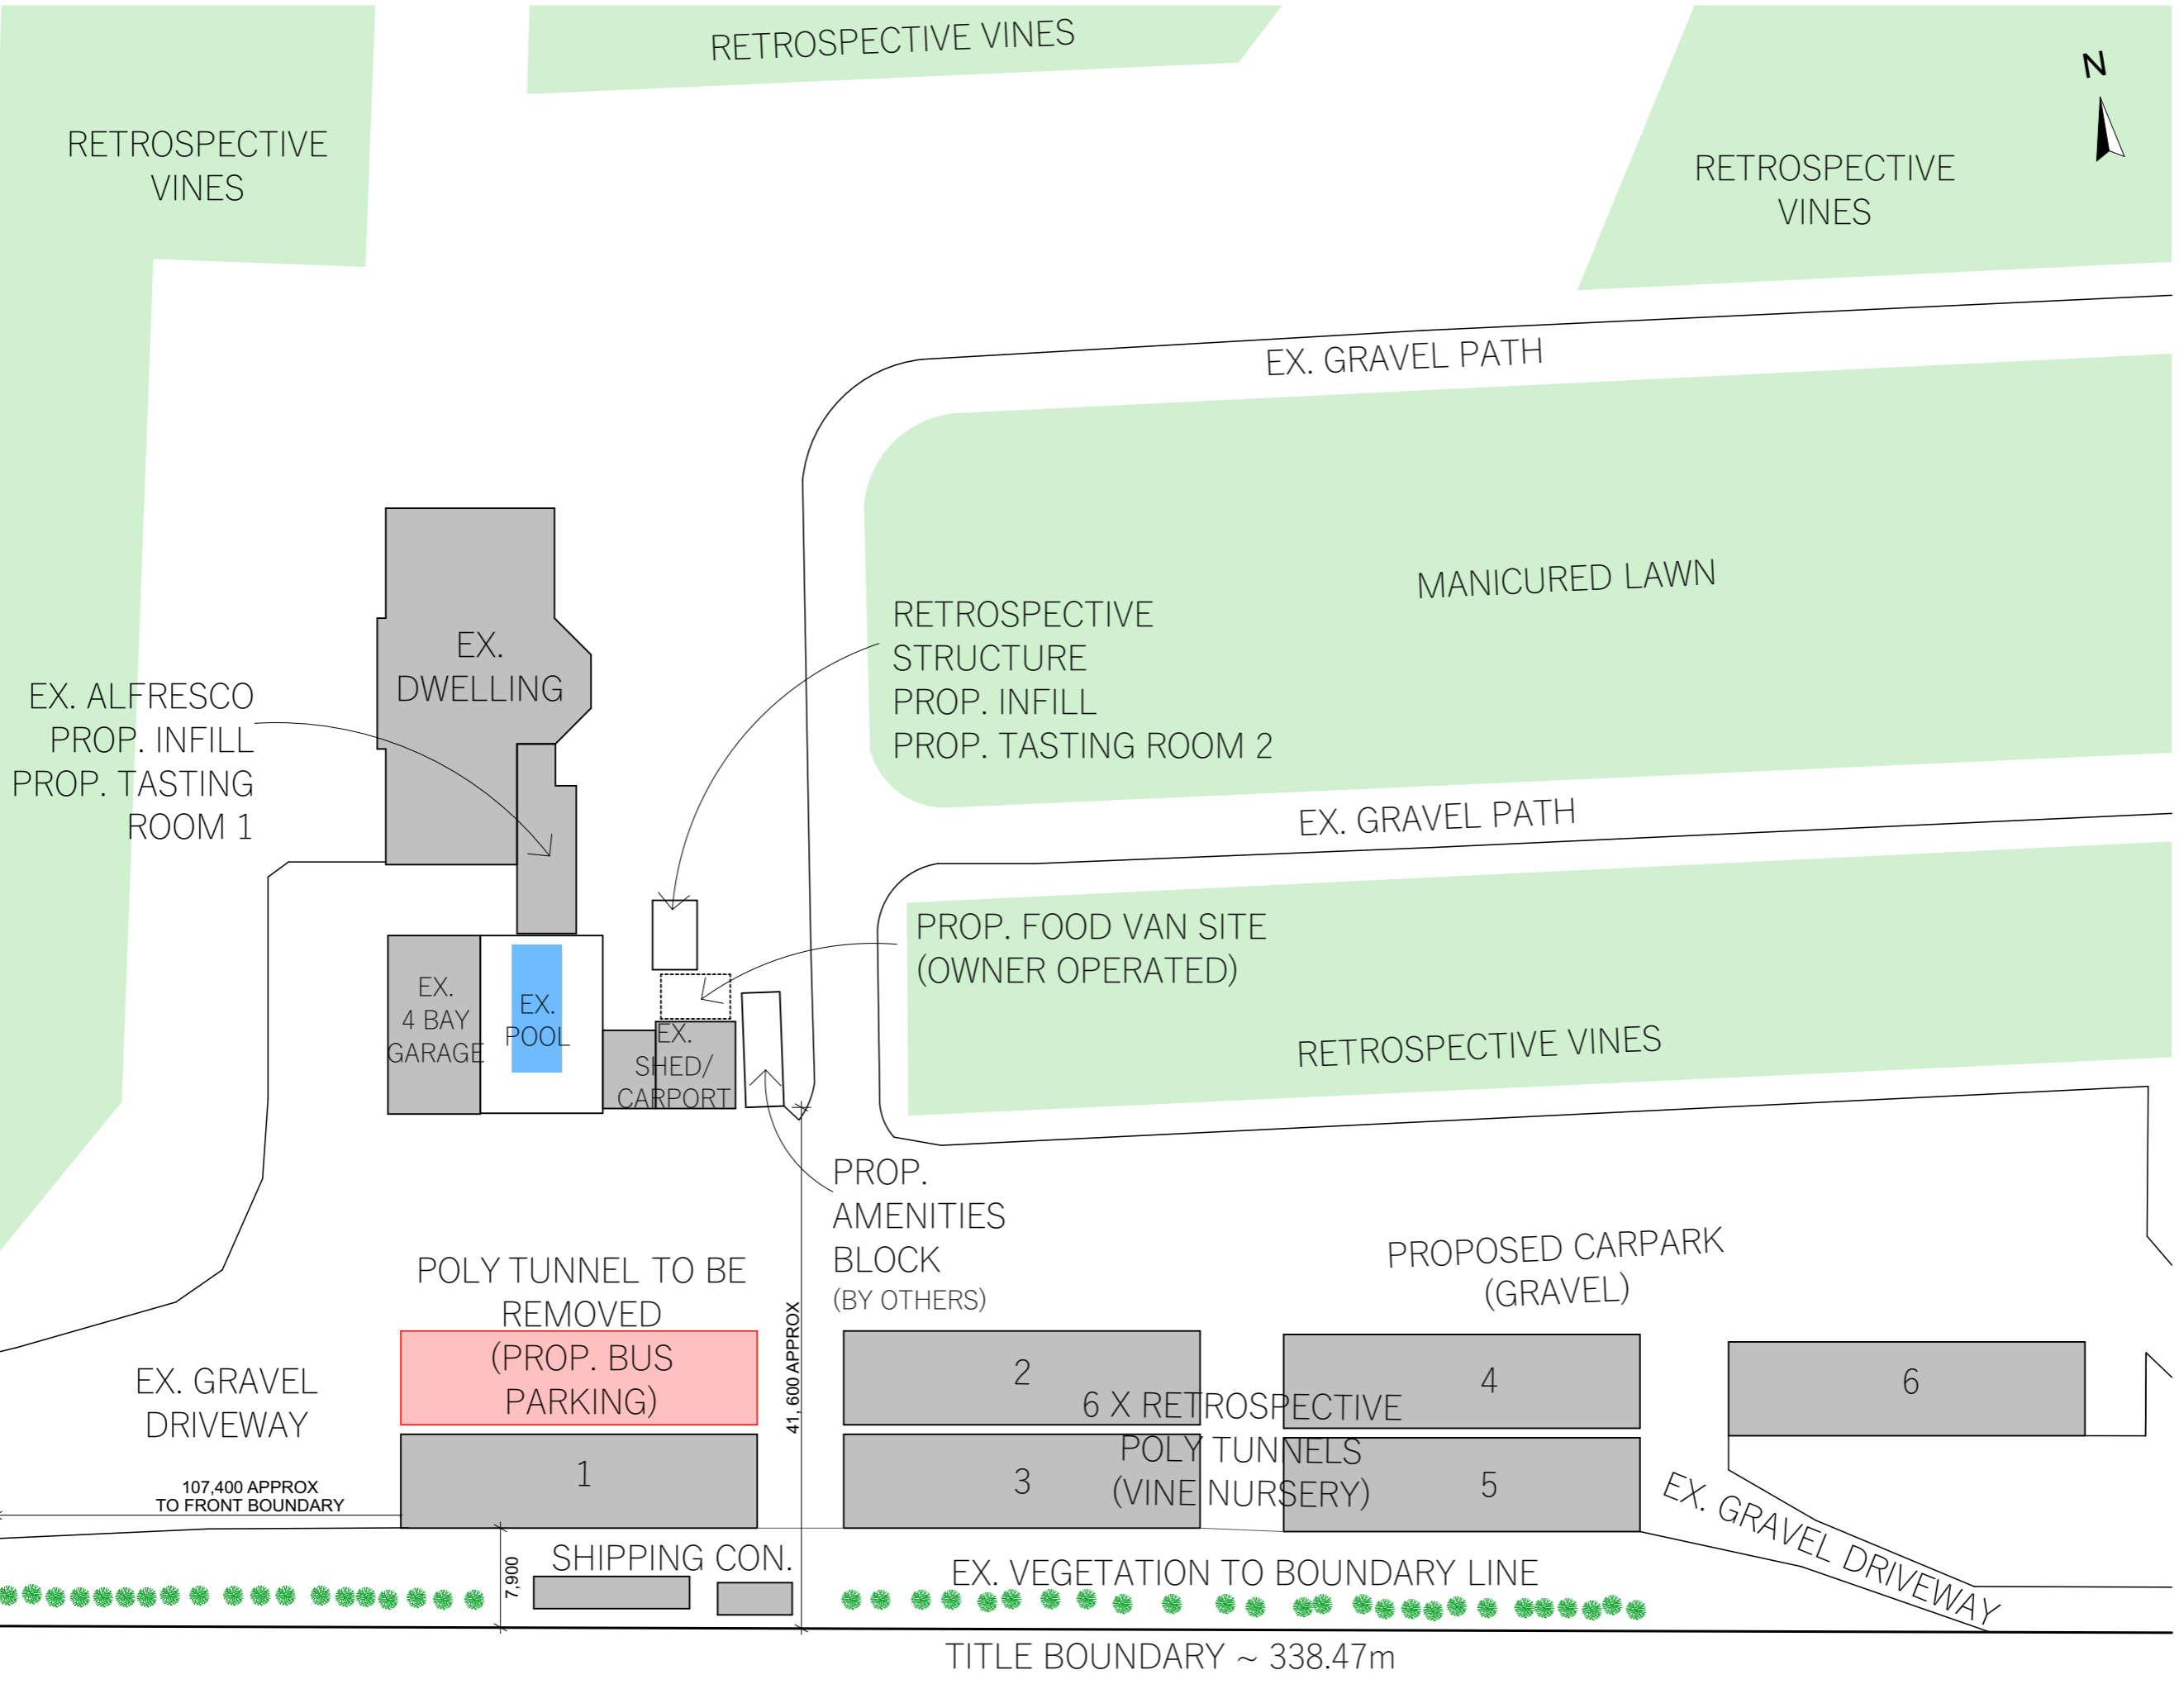 RETROSPECTIVE VINES
N
RETROSPECTIVE
VINES
RETROSPECTIVE
VINES
EX. GRAVEL PATH
MANICURED LAWN
RETROSPECTIVE
STRUCTURE
PROP. INFILL
PROP. TASTING ROOM 2
EX.
DWELLING
EX. ALFRESCO
PROP. INFILL
PROP. TASTING
ROOM 1
EX. GRAVEL PATH
PROP. FOOD VAN SITE
(OWNER OPERATED)
EX.
4 BAY
GARAGE
EX.
POOL
EX.
SHED/
CARPORT
RETROSPECTIVE VINES
PROP.
AMENITIES
BLOCK
(BY OTHERS)
POLY TUNNEL TO BE
REMOVED
(PROP. BUS
PARKING)
41,600 APPROX
PROPOSED CARPARK
(GRAVEL)
EX. GRAVEL
DRIVEWAY
2
4
6
6 X RETROSPECTIVE
POLY TUNNELS
(VINE NURSERY)
1
3
5
107,400 APPROX
TO FRONT BOUNDARY
EX. GRAVEL DRIVEWAY
7,900
SHIPPING CON.
EX. VEGETATION TO BOUNDARY LINE
TITLE BOUNDARY ~ 338.47m